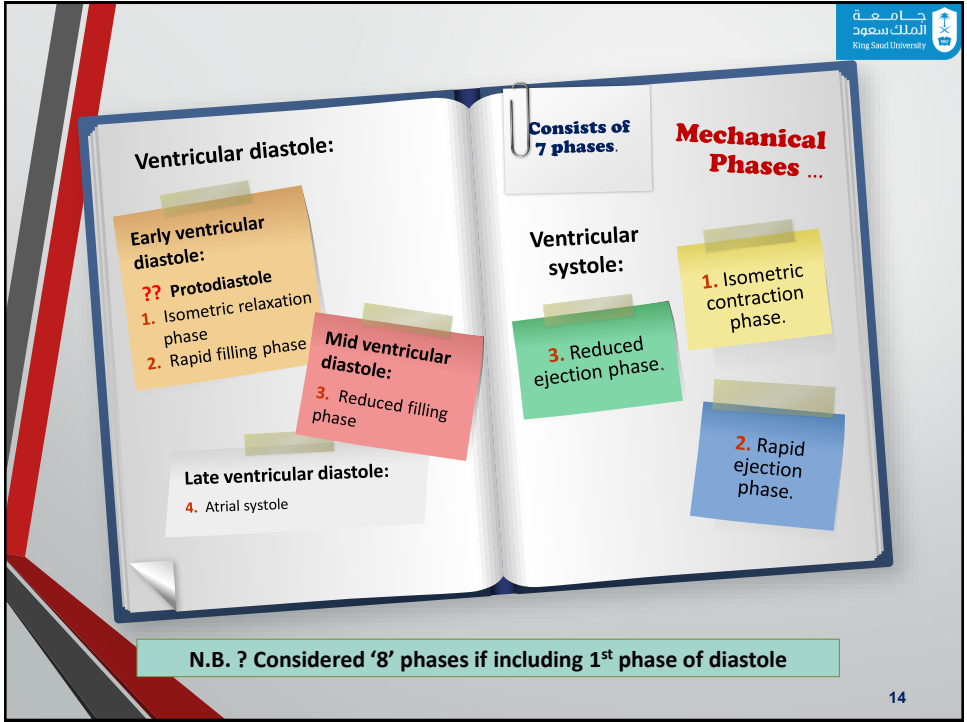 جـــامـــعـــة
الملك سعود
King Saud University
Mechanical
Phases ...
Consists of
7 phases.
Ventricular
systole:
1. Isometric
contraction
phase.
2. Rapid
ejection
phase.
3. Reduced
ejection phase.
Ventricular diastole:
Early ventricular
diastole:
?? Protodiastole
1. Isometric relaxation
phase
2. Rapid filling phase
Mid ventricular
diastole:
3. Reduced filling
phase
Late ventricular diastole:
4. Atrial systole
N.B. ? Considered ‘8’ phases if including 1st phase of diastole
14